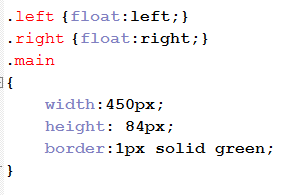 .left {float:left;}
.right {float:right;}
.main
{
    width:450px;
    height: 84px;
    border:1px solid green;
}